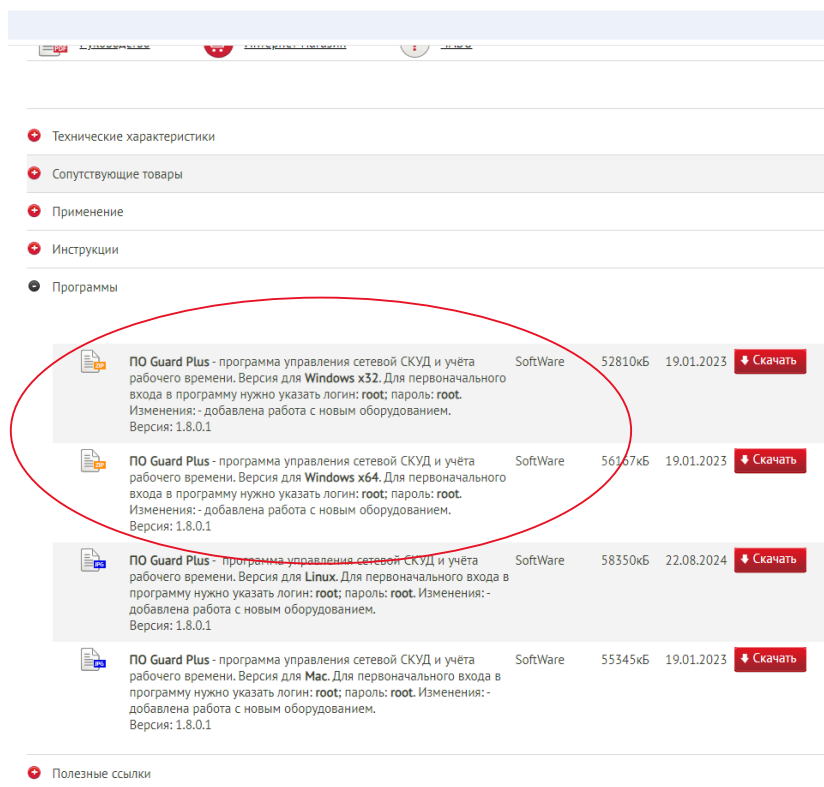 PDF
Технические характеристики
Сопутствующие товары
Применение
Инструкции
Программы
ZIP
ПО Guard Plus - программа управления сетевой СКУД и учёта
рабочего времени. Версия для Windows x32. Для первоначального
входа в программу нужно указать логин: root; пароль: root.
Изменения: - добавлена работа с новым оборудованием.
Версия: 1.8.0.1
SoftWare
52810кБ
19.01.2023
Скачать
ZIP
ПО Guard Plus - программа управления сетевой СКУД и учёта
рабочего времени. Версия для Windows x64. Для первоначального
входа в программу нужно указать логин: root; пароль: root.
Изменения: - добавлена работа с новым оборудованием.
Версия: 1.8.0.1
SoftWare
56167кБ
19.01.2023
Скачать
JPG
ПО Guard Plus - программа управления сетевой СКУД и учёта
рабочего времени. Версия для Linux. Для первоначального входа в
программу нужно указать логин: root; пароль: root. Изменения: -
добавлена работа с новым оборудованием.
Версия: 1.8.0.1
SoftWare
58350кБ
22.08.2024
Скачать
JPG
ПО Guard Plus - программа управления сетевой СКУД и учёта
рабочего времени. Версия для Mac. Для первоначального входа в
программу нужно указать логин: root; пароль: root. Изменения: -
добавлена работа с новым оборудованием.
Версия: 1.8.0.1
SoftWare
55345кБ
19.01.2023
Скачать
Полезные ссылки